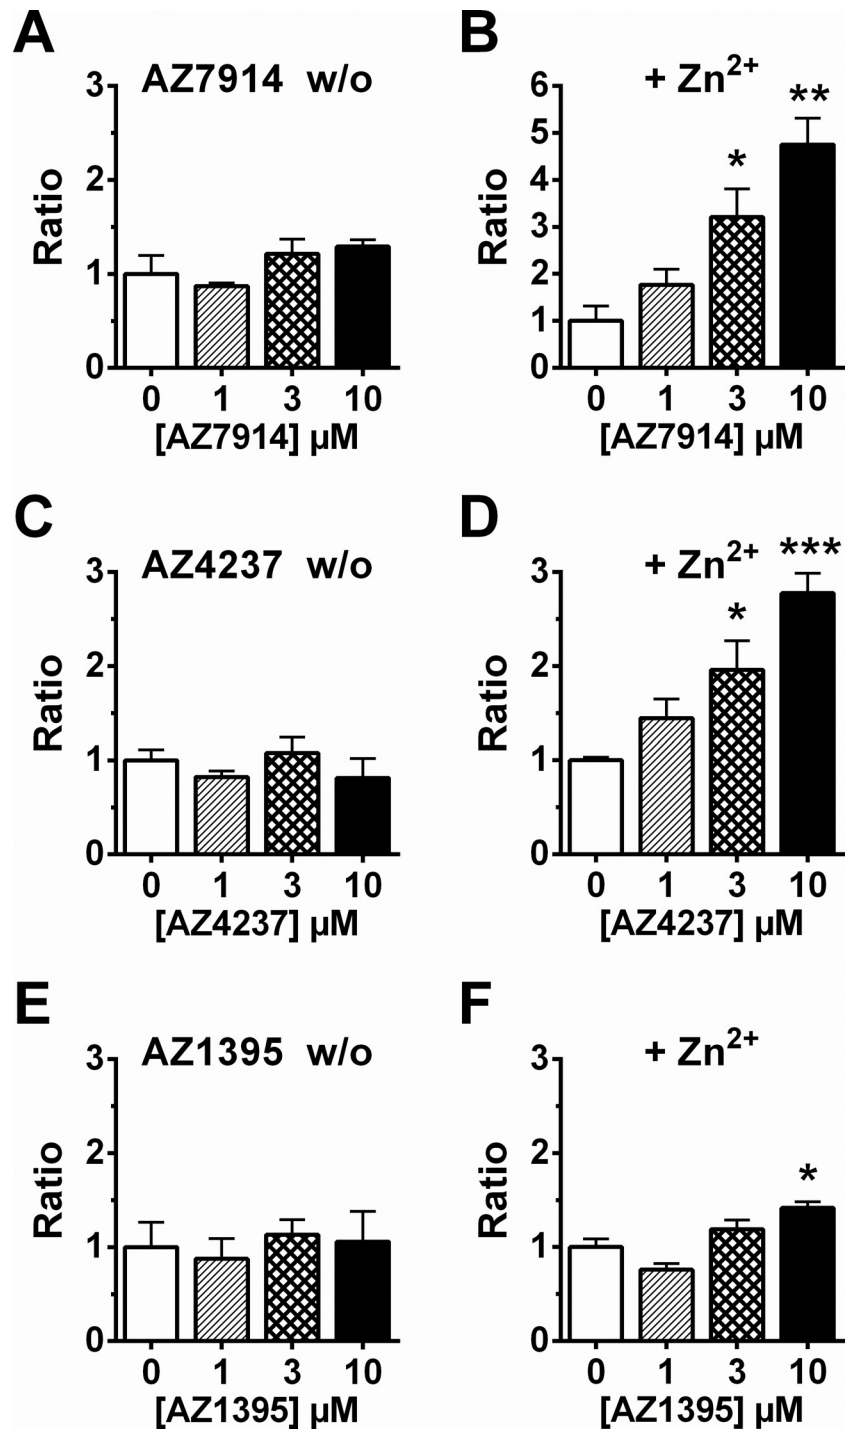 A
AZ7914 w/o
3
2
1
0
Ratio
0 1 3 10
[AZ7914] µM
B
+ Zn²⁺
**
*
6
5
4
3
2
1
0
Ratio
0 1 3 10
[AZ7914] µM
C
AZ4237 w/o
3
2
1
0
Ratio
0 1 3 10
[AZ4237] µM
D
+ Zn²⁺
***
*
3
2
1
0
Ratio
0 1 3 10
[AZ4237] µM
E
AZ1395 w/o
3
2
1
0
Ratio
0 1 3 10
[AZ1395] µM
F
+ Zn²⁺
*
3
2
1
0
Ratio
0 1 3 10
[AZ1395] µM